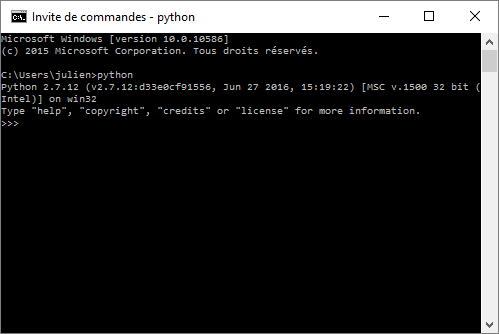 Invite de commandes - python
Microsoft Windows [version 10.0.10586]
(c) 2015 Microsoft Corporation. Tous droits réservés.
C:\Users\julien>python
Python 2.7.12 (v2.7.12:d33e0cf91556, Jun 27 2016, 15:19:22) [MSC v.1500 32 bit (
Intel)] on win32
Type "help", "copyright", "credits" or "license" for more information.
>>>